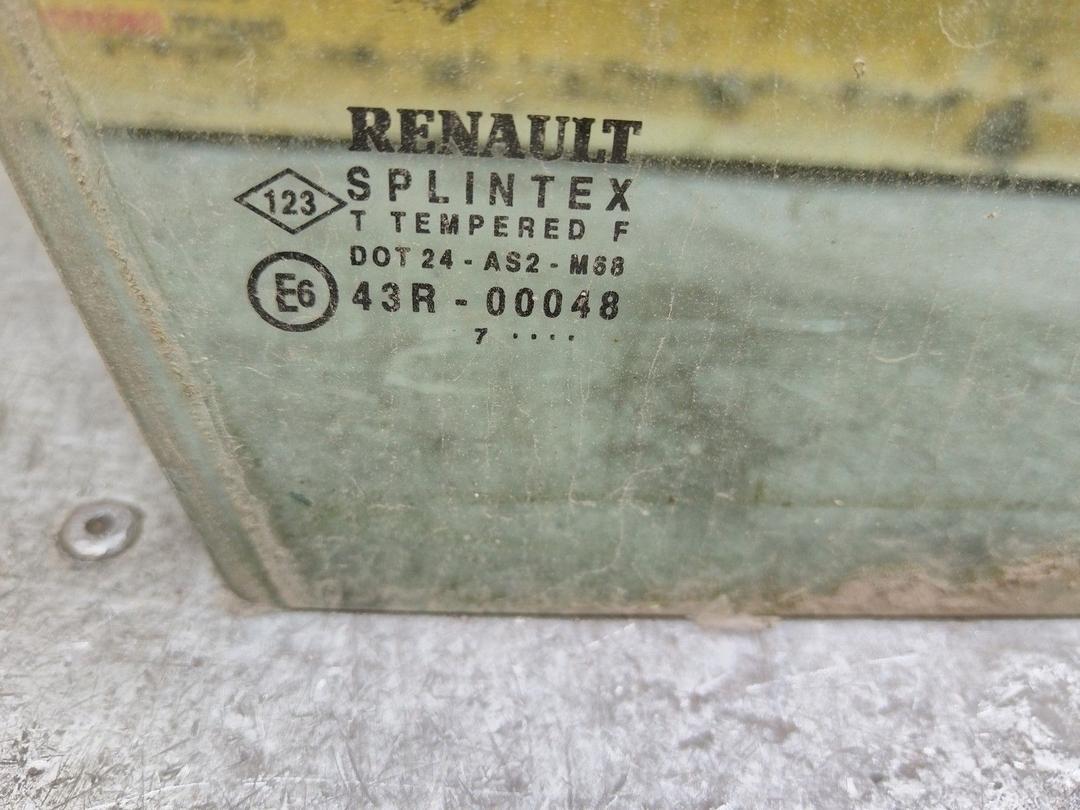 RENAULT
123
SPLINTEX
T TEMPERED F
DOT 24 - AS2 - M68
E6
43R - 00048
7 ....